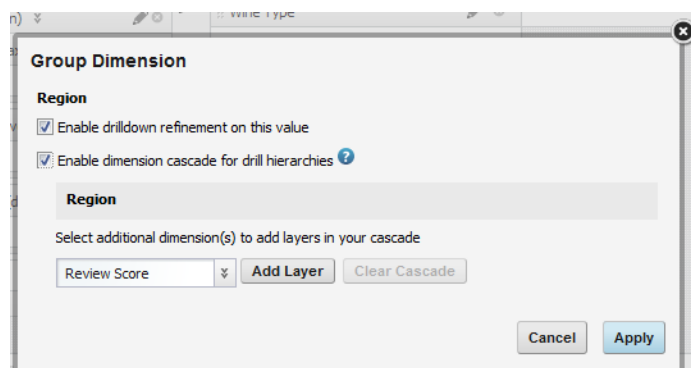 n)
:: Wine Type
Group Dimension
Region
Enable drilldown refinement on this value
Enable dimension cascade for drill hierarchies ?
Region
Select additional dimension(s) to add layers in your cascade
Review Score
Add Layer
Clear Cascade
Cancel
Apply